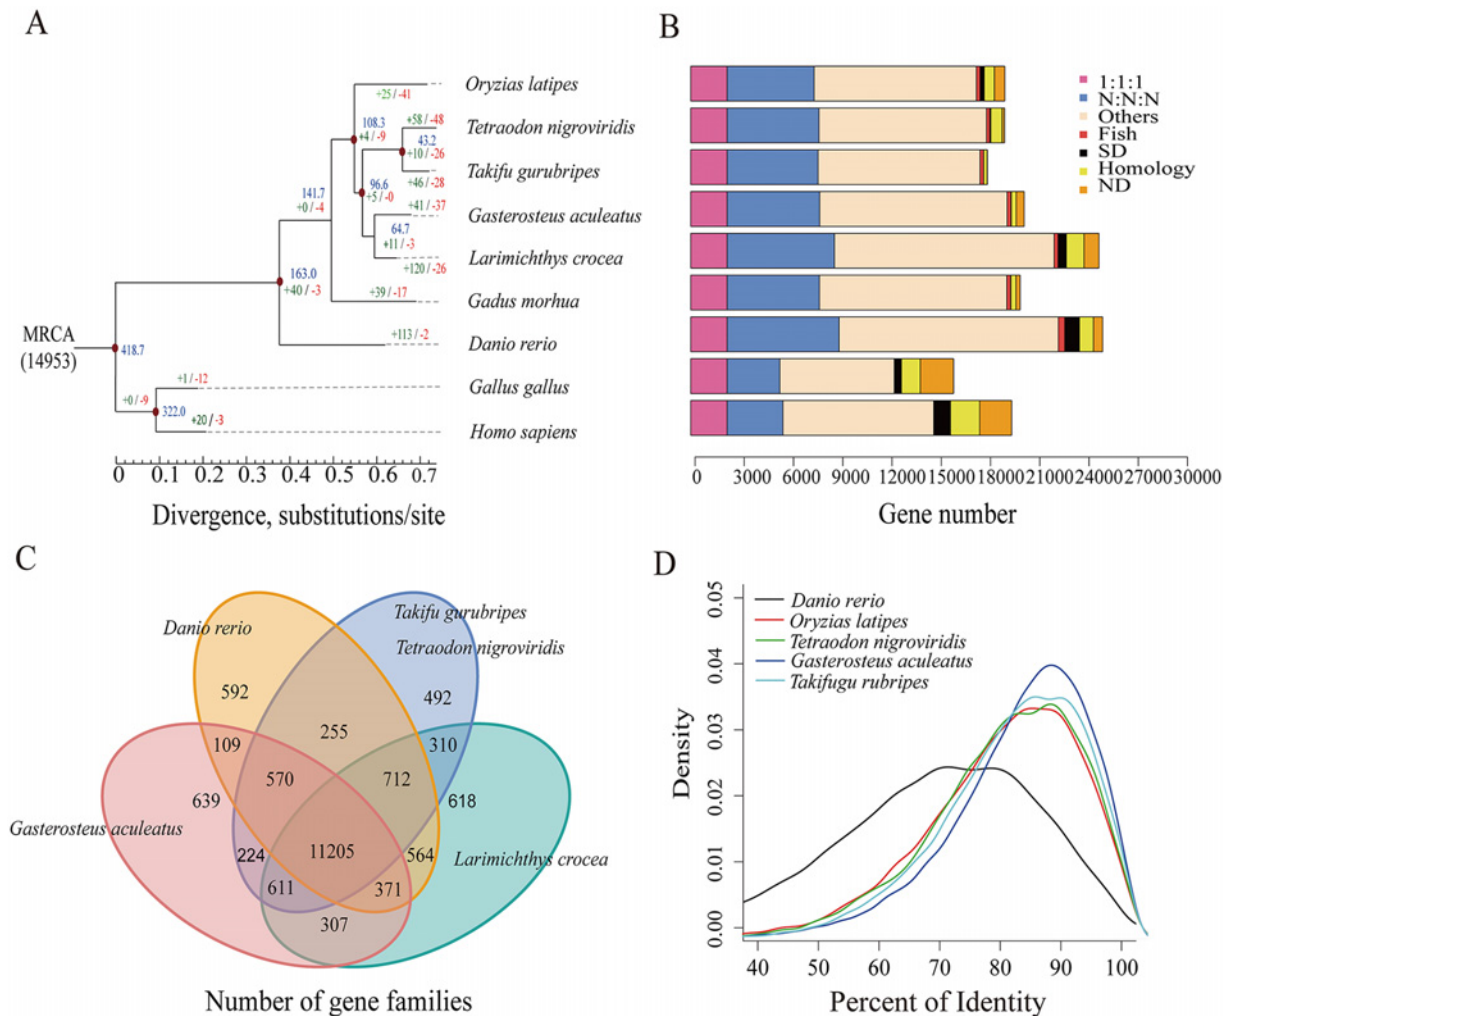 A
Oryzias latipes
+25/-41
108.3
+4/-9
+58/-48
Tetraodon nigroviridis
43.2
+10/-26
Takifu gurubripes
+46/-28
96.6
+5/-0
141.7
+0/-4
+41/-37
Gasterosteus aculeatus
64.7
+11/-3
Larimichthys crocea
+120/-26
163.0
+40/-3
+39/-17
Gadus morhua
+113/-2
Danio rerio
MRCA
(14953)
418.7
+1/-12
Gallus gallus
+0/-9
322.0
+20/-3
Homo sapiens
0 0.1 0.2 0.3 0.4 0.5 0.6 0.7
Divergence, substitutions/site
B
1:1:1
N:N:N
Others
Fish
SD
Homology
ND
0 3000 6000 9000 12000 15000 18000 21000 24000 27000 30000
Gene number
C
Takifu gurubripes
Danio rerio
Tetraodon nigroviridis
592
492
255
109
310
570
712
639
618
Gasterosteus aculeatus
224
11205
564
Larimichthys crocea
611
371
307
Number of gene families
D
Danio rerio
Oryzias latipes
Tetraodon nigroviridis
Gasterosteus aculeatus
Takifugu rubripes
0.05
0.04
0.03
0.02
0.01
0.00
Density
40 50 60 70 80 90 100
Percent of Identity